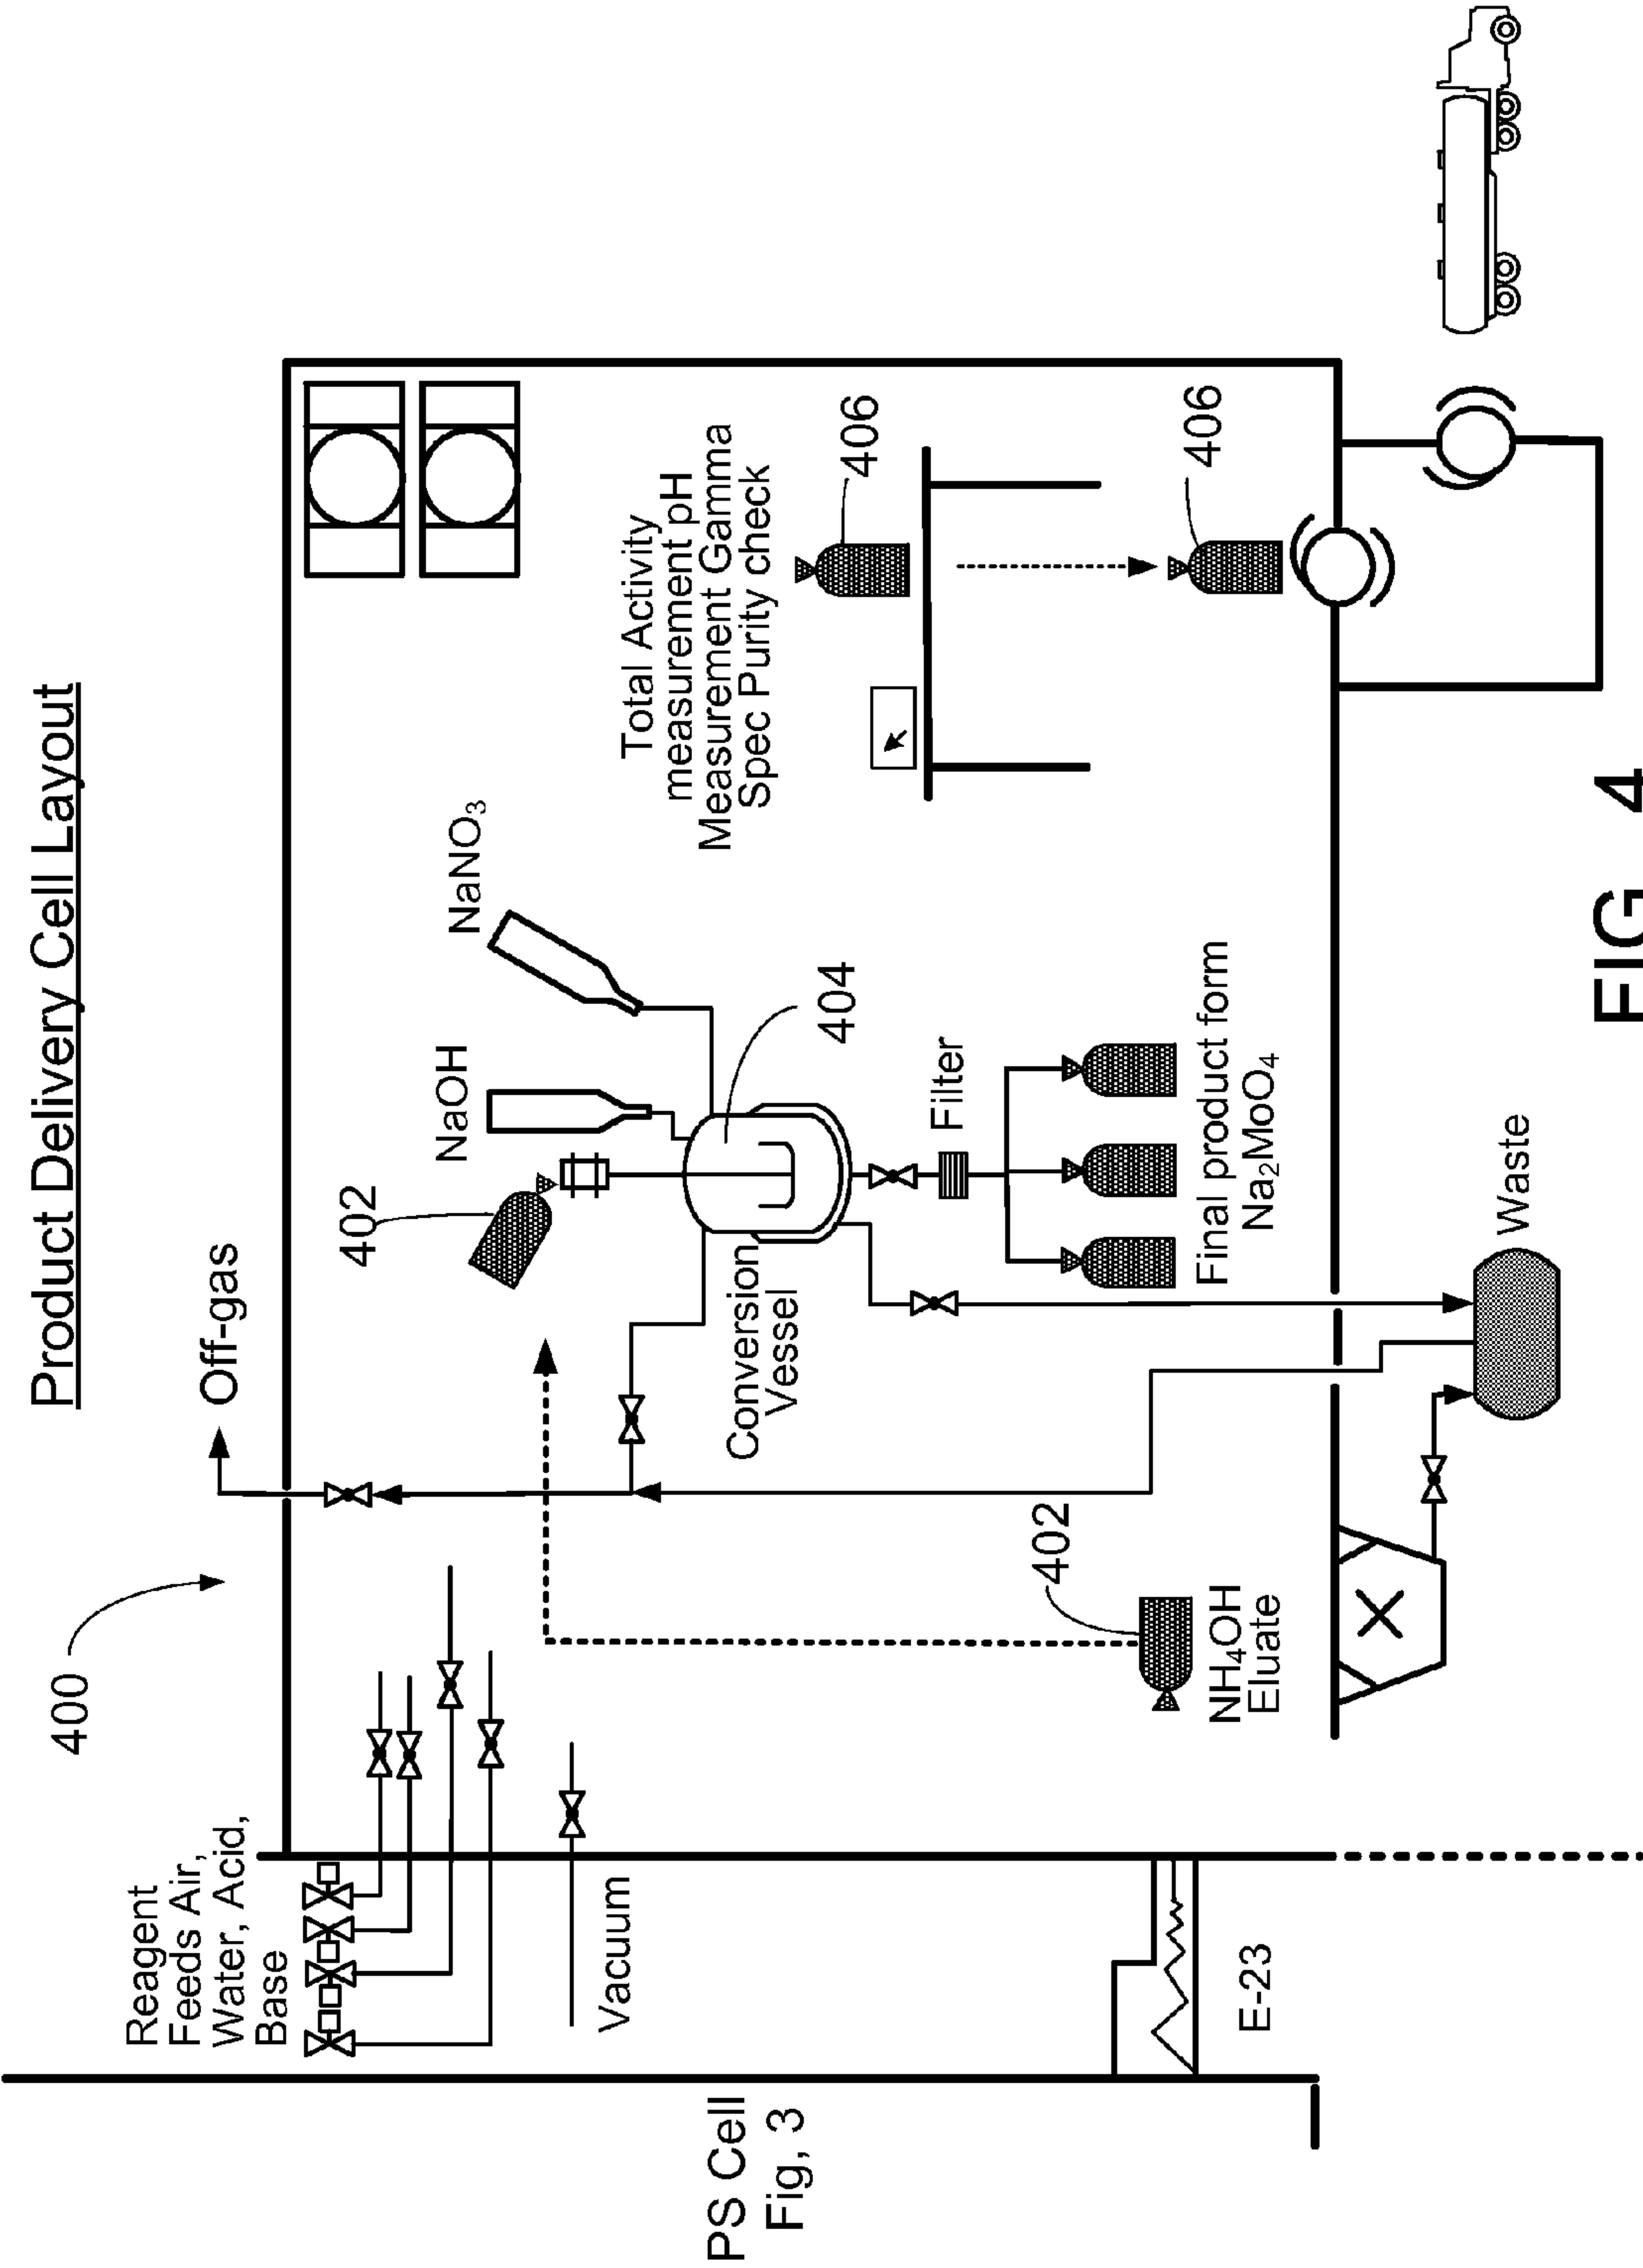 Product Delivery Cell Layout
400
Off-gas
Reagent
Feeds Air,
Water, Acid,
Base
Vacuum
PS Cell
Fig, 3
E-23
402
NaOH
NaNO₃
404
Conversion
Vessel
Filter
402
NH₄OH
Eluate
Final product form
Na₂MoO₄
Waste
Total Activity
measurement pH
Measurement Gamma
Spec Purity check
406
406
FIG 4